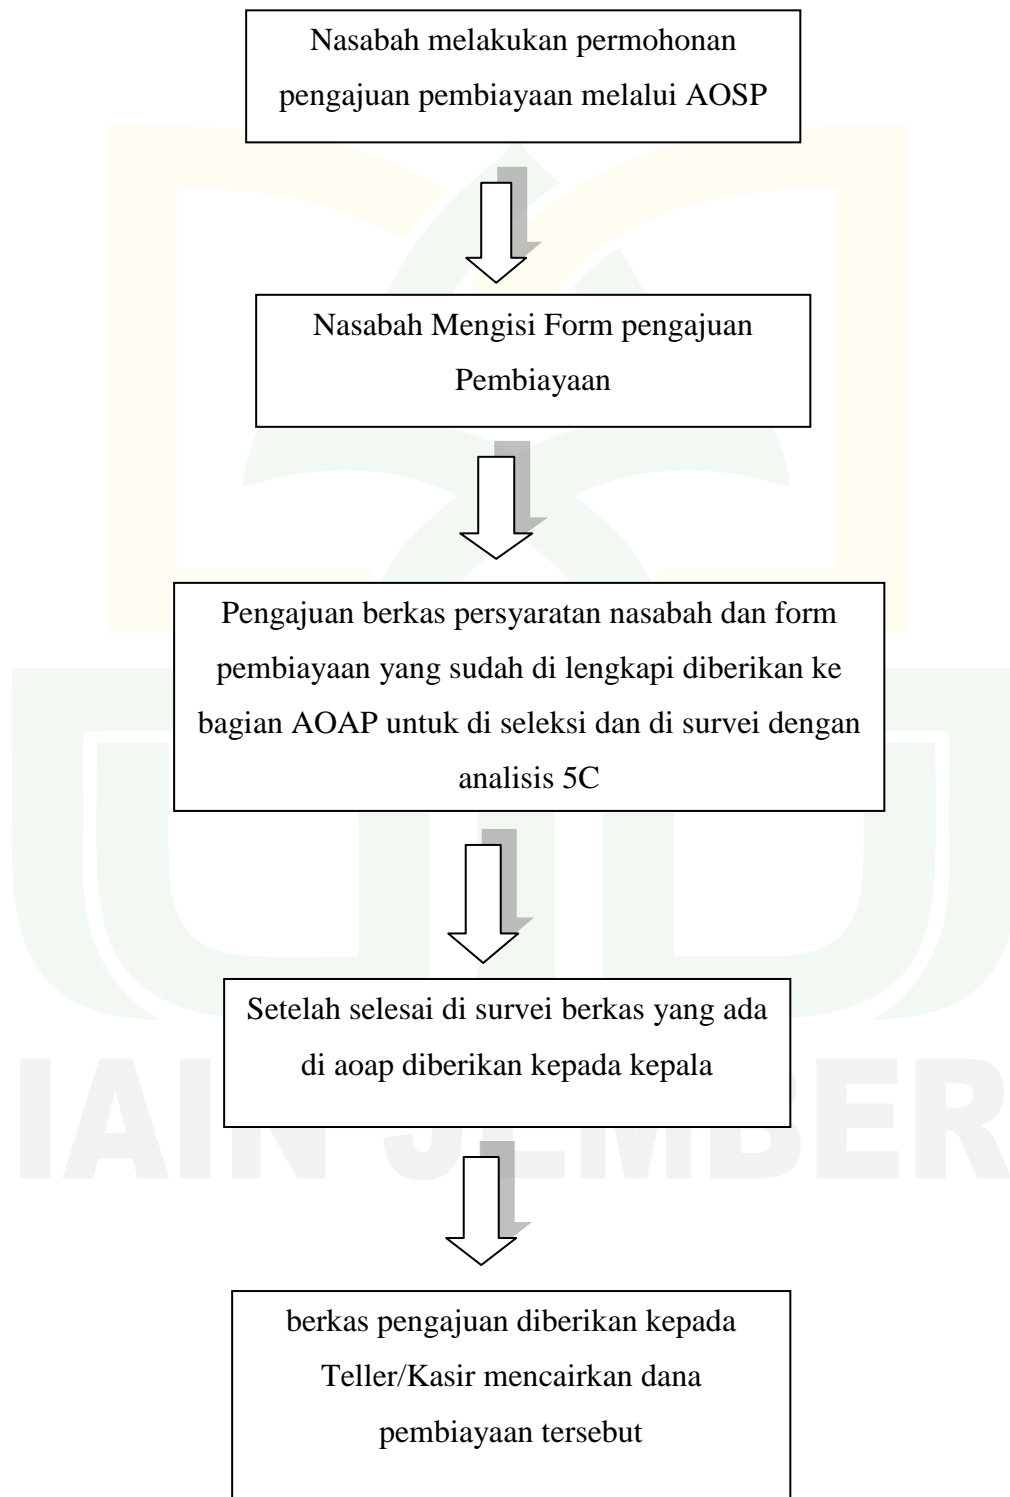 Nasabah melakukan permohonan
pengajuan pembiayaan melalui AOSP
Nasabah Mengisi Form pengajuan
Pembiayaan
Pengajuan berkas persyaratan nasabah dan form
pembiayaan yang sudah di lengkapi diberikan ke
bagian AOAP untuk di seleksi dan di survei dengan
analisis 5C
Setelah selesai di survei berkas yang ada
di aoap diberikan kepada kepala
IAIN JEMBER
berkas pengajuan diberikan kepada
Teller/Kasir mencairkan dana
pembiayaan tersebut